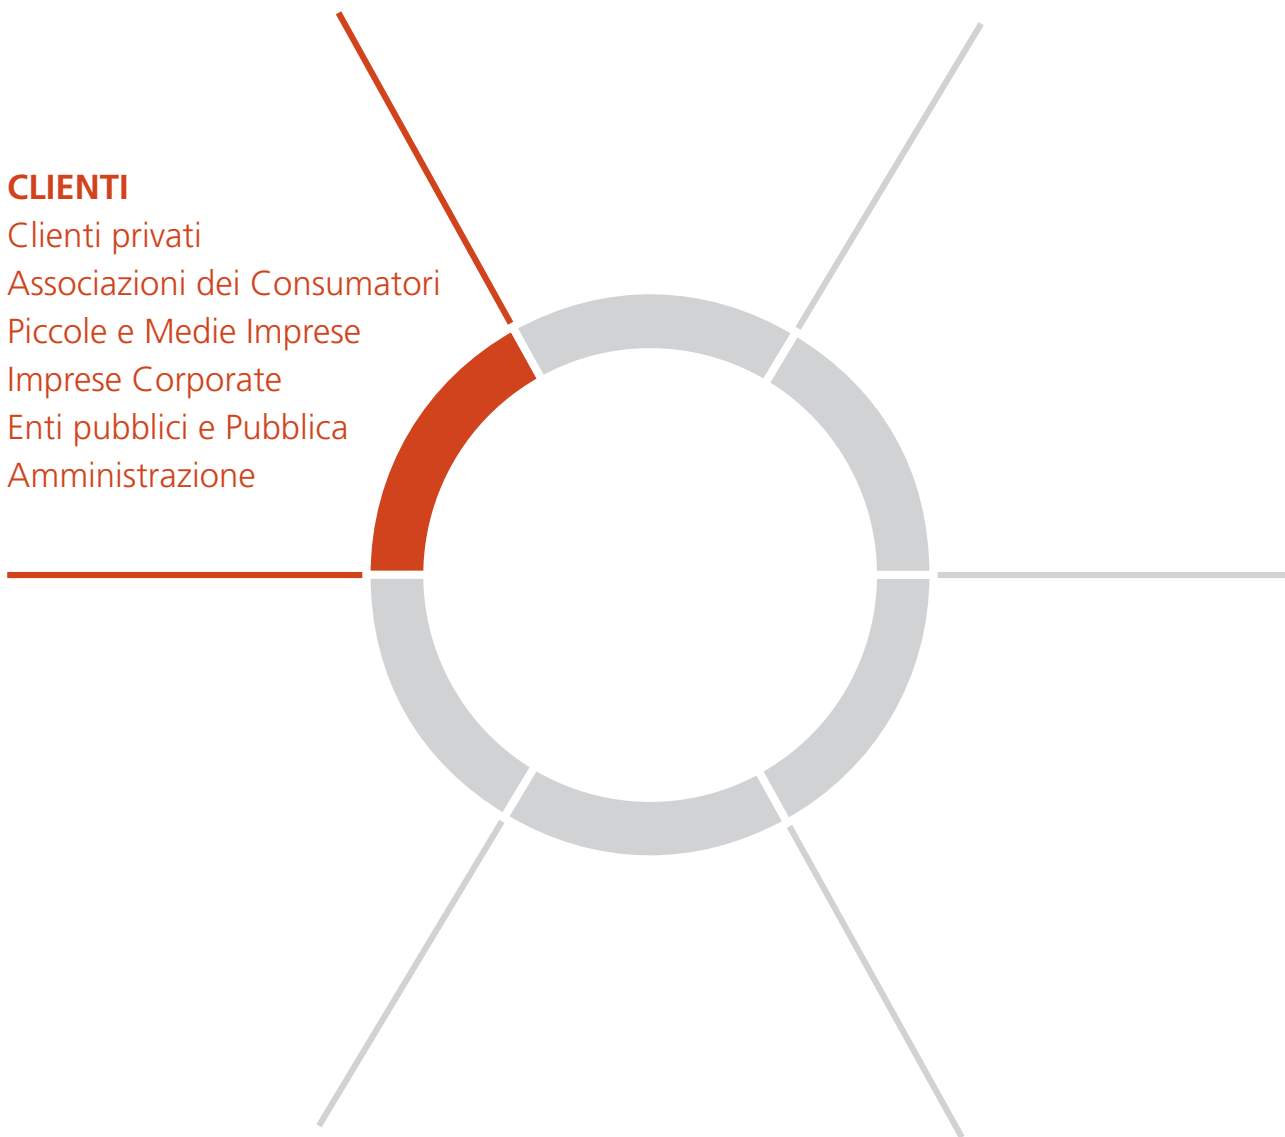 CLIENTI
Clienti privati
Associazioni dei Consumatori
Piccole e Medie Imprese
Imprese Corporate
Enti pubblici e Pubblica
Amministrazione